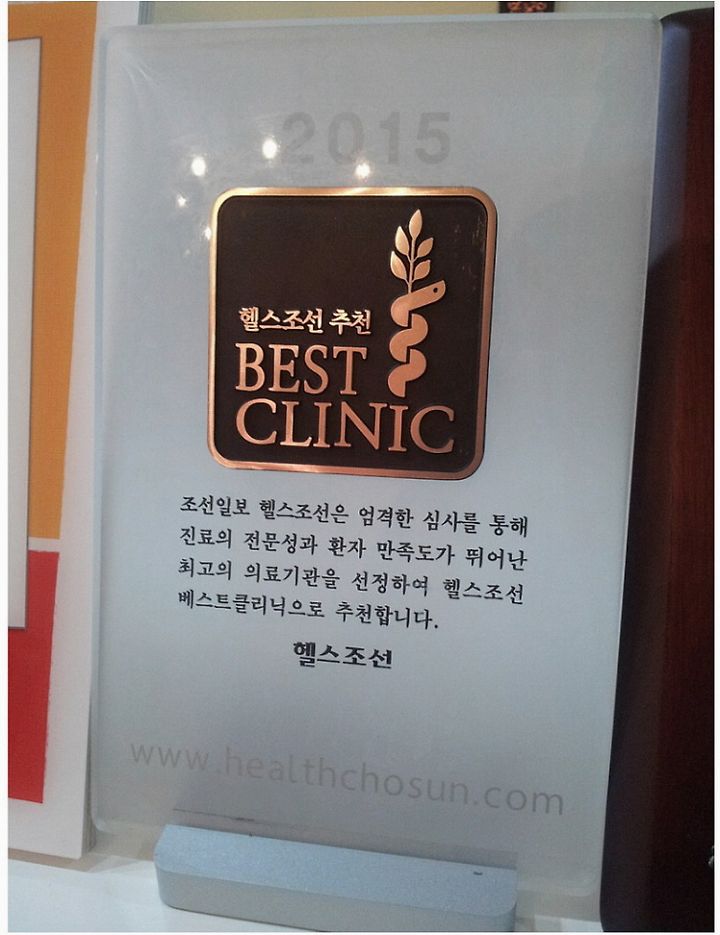 2015
헬스조선 추천
BEST
CLINIC
조선일보 헬스조선은 엄격한 심사를 통해
진료의 전문성과 환자 만족도가 뛰어난
최고의 의료기관을 선정하여 헬스조선
베스트클리닉으로 추천합니다.
헬스조선
www.healthchosun.com